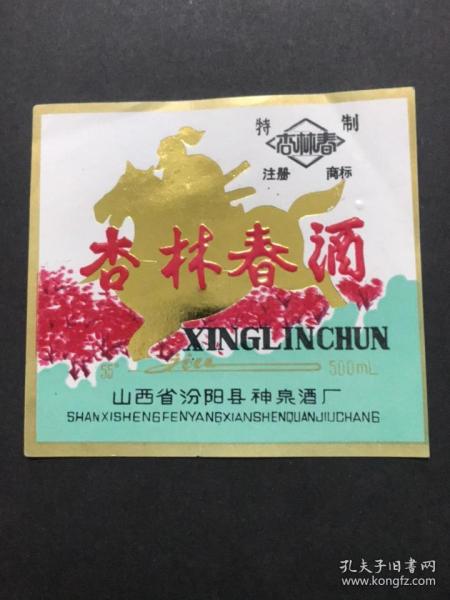 特 制
杏林春
注册 商标
杏林春酒
XINGLINCHUN
jiu
55° 500mL
山西省汾阳县神泉酒厂
SHANXISHENGFENYANGXIANSHENQUANJIUCHANG
孔夫子旧书网
www.kongfz.com